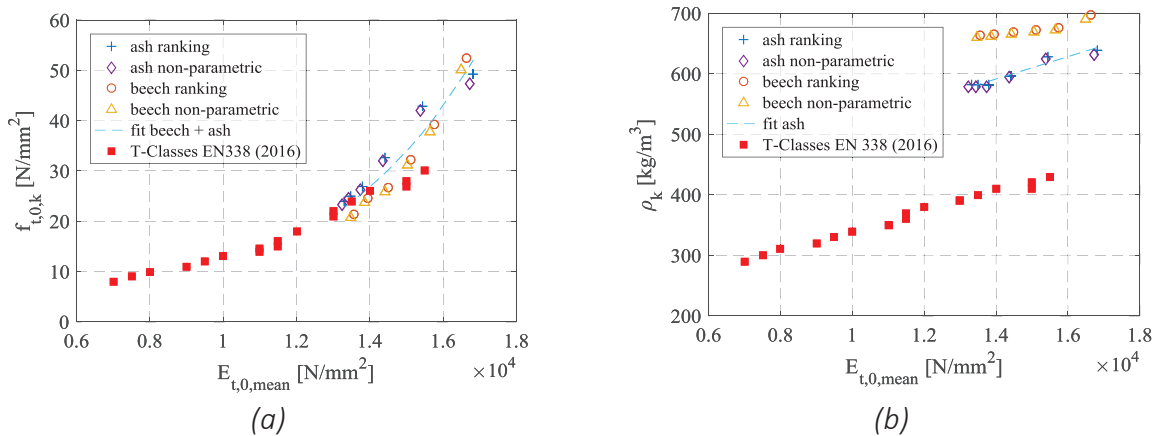 60
50
40
30
20
10
0
f_{t,0,k} [N/mm²]
ash ranking
ash non-parametric
beech ranking
beech non-parametric
fit beech + ash
T-Classes EN338 (2016)
0.6 0.8 1 1.2 1.4 1.6 1.8
E_{t,0,mean} [N/mm²]
×10⁴
(a)
700
600
500
400
300
200
ρ_k [kg/m³]
ash ranking
ash non-parametric
beech ranking
beech non-parametric
fit ash
T-Classes EN 338 (2016)
0.6 0.8 1 1.2 1.4 1.6 1.8
E_{t,0,mean} [N/mm²]
×10⁴
(b)